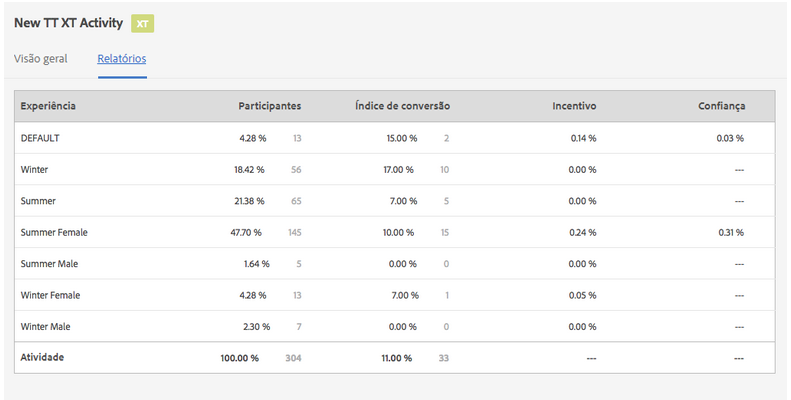 New TT XT Activity XT
Visão geral Relatórios
Experiência Participantes Índice de conversão Incentivo Confiança
DEFAULT 4.28 % 13 15.00 % 2 0.14 % 0.03 %
Winter 18.42 % 56 17.00 % 10 0.00 % ---
Summer 21.38 % 65 7.00 % 5 0.00 % ---
Summer Female 47.70 % 145 10.00 % 15 0.24 % 0.31 %
Summer Male 1.64 % 5 0.00 % 0 0.00 % ---
Winter Female 4.28 % 13 7.00 % 1 0.05 % ---
Winter Male 2.30 % 7 0.00 % 0 0.00 % ---
Atividade 100.00 % 304 11.00 % 33 --- ---